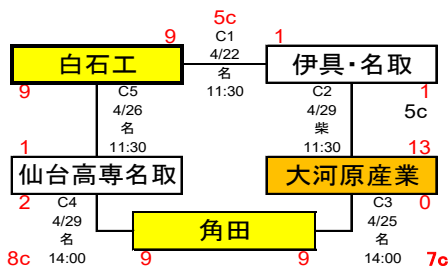 5c
9 C1 1
白石工 4/22 伊具・名取
名
9 C5 11:30 C2 1
4/26 4/29 5c
名 柴
1 11:30 11:30 13
仙台高専名取 大河原産業
2 C4 角田 C3 0
4/29 4/25
名 名
8c 14:00 9 9 14:00 7c